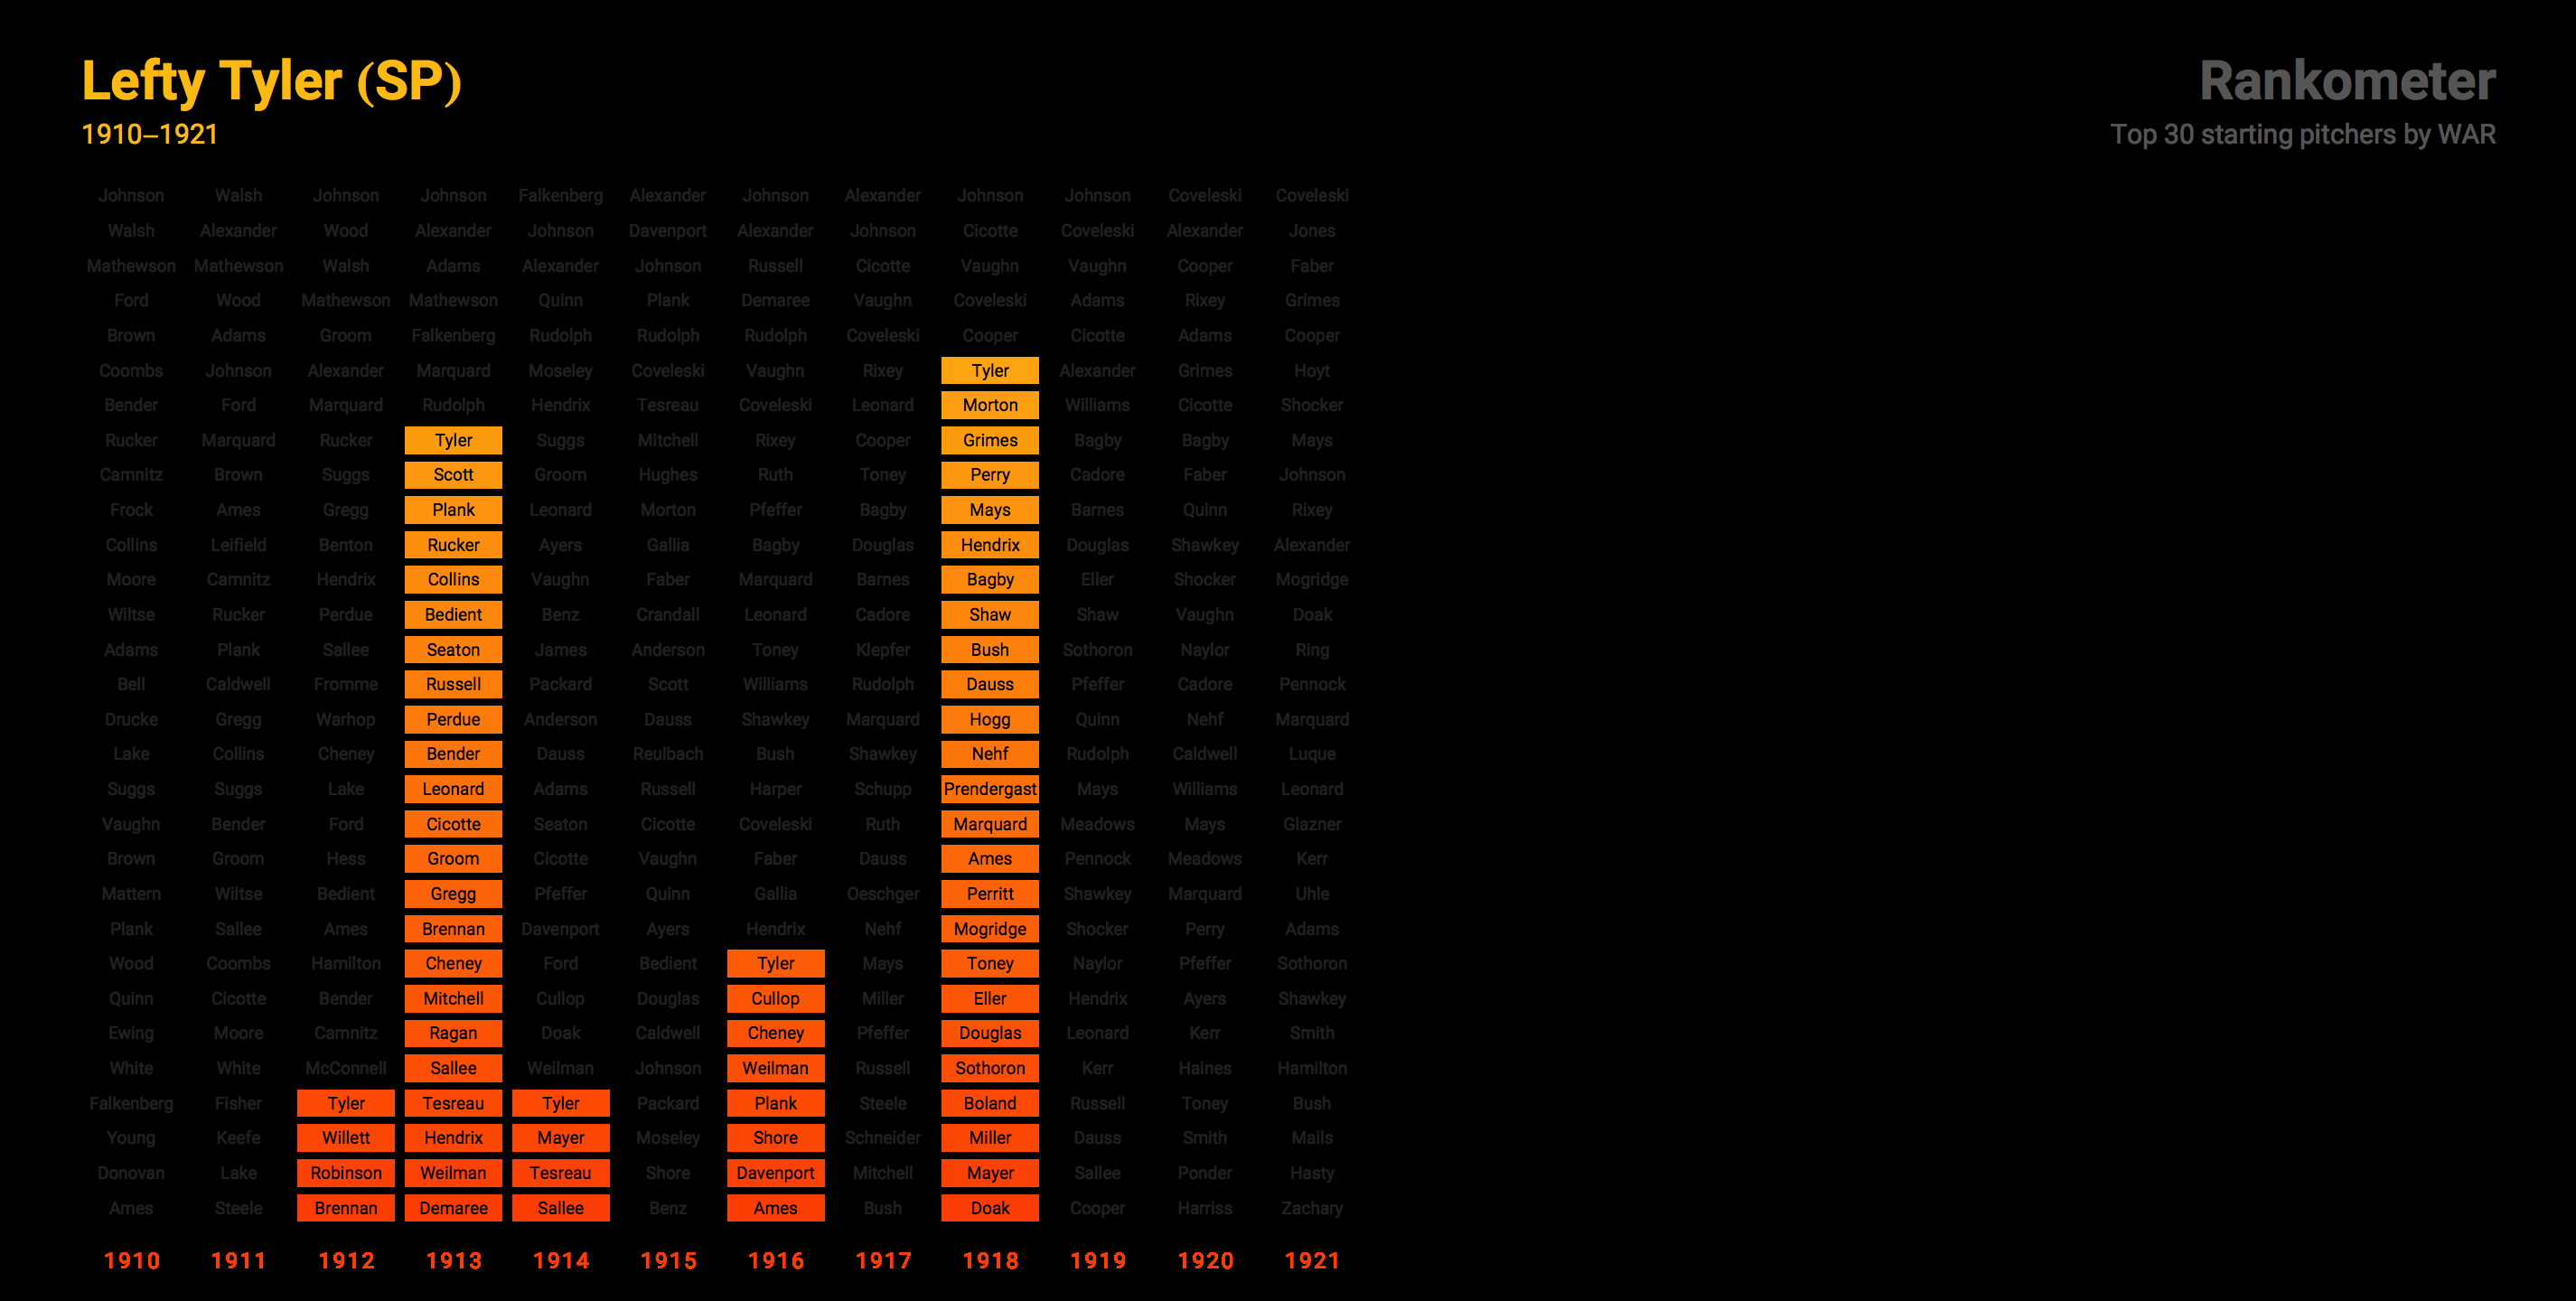 Lefty Tyler (SP)
1910–1921
Rankometer
Top 30 starting pitchers by WAR
Johnson Walsh Johnson Johnson Falkenberg Alexander Johnson Alexander Johnson Johnson Coveleski Coveleski
Walsh Alexander Wood Alexander Johnson Davenport Alexander Johnson Cicotte Coveleski Alexander Jones
Mathewson Mathewson Walsh Adams Alexander Johnson Russell Cicotte Vaughn Vaughn Cooper Faber
Ford Wood Mathewson Mathewson Quinn Plank Demaree Vaughn Coveleski Adams Rixey Grimes
Brown Adams Groom Falkenberg Rudolph Rudolph Rudolph Coveleski Cooper Cicotte Adams Cooper
Coombs Johnson Alexander Marquard Moseley Coveleski Vaughn Rixey Tyler Alexander Grimes Hoyt
Bender Ford Marquard Rudolph Hendrix Tesreau Coveleski Leonard Morton Williams Cicotte Shocker
Rucker Marquard Rucker Tyler Suggs Mitchell Rixey Cooper Grimes Bagby Bagby Mays
Camnitz Brown Suggs Scott Groom Hughes Ruth Toney Perry Cadore Faber Johnson
Frock Ames Gregg Plank Leonard Morton Pfeffer Bagby Mays Barnes Quinn Rixey
Collins Leifield Benton Rucker Ayers Gallia Bagby Douglas Hendrix Douglas Shawkey Alexander
Moore Camnitz Hendrix Collins Vaughn Faber Marquard Barnes Bagby Eller Shocker Mogridge
Wiltse Rucker Perdue Bedient Benz Crandall Leonard Cadore Shaw Shaw Vaughn Doak
Adams Plank Sallee Seaton James Anderson Toney Klepfer Bush Sothoron Naylor Ring
Bell Caldwell Fromme Russell Packard Scott Williams Rudolph Dauss Pfeffer Cadore Pennock
Drucke Gregg Warhop Perdue Anderson Dauss Shawkey Marquard Hogg Quinn Nehf Marquard
Lake Collins Cheney Bender Dauss Reulbach Bush Shawkey Nehf Rudolph Caldwell Luque
Suggs Suggs Lake Leonard Adams Russell Harper Schupp Prendergast Mays Williams Leonard
Vaughn Bender Ford Cicotte Seaton Cicotte Coveleski Ruth Marquard Meadows Mays Glazner
Brown Groom Hess Groom Cicotte Vaughn Faber Dauss Ames Pennock Meadows Kerr
Mattern Wiltse Bedient Gregg Pfeffer Quinn Gallia Oeschger Perritt Shawkey Marquard Uhle
Plank Sallee Ames Brennan Davenport Ayers Hendrix Nehf Mogridge Shocker Perry Adams
Wood Coombs Hamilton Cheney Ford Bedient Tyler Mays Toney Naylor Pfeffer Sothoron
Quinn Cicotte Bender Mitchell Cullop Douglas Cullop Miller Eller Hendrix Ayers Shawkey
Ewing Moore Camnitz Ragan Doak Caldwell Cheney Pfeffer Douglas Leonard Kerr Smith
White White McConnell Sallee Weilman Johnson Weilman Russell Sothoron Kerr Haines Hamilton
Falkenberg Fisher Tyler Tesreau Tyler Packard Plank Steele Boland Russell Toney Bush
Young Keefe Willett Hendrix Mayer Moseley Shore Schneider Miller Dauss Smith Mails
Donovan Lake Robinson Weilman Tesreau Shore Davenport Mitchell Mayer Sallee Ponder Hasty
Ames Steele Brennan Demaree Sallee Benz Ames Bush Doak Cooper Harriss Zachary
1910 1911 1912 1913 1914 1915 1916 1917 1918 1919 1920 1921